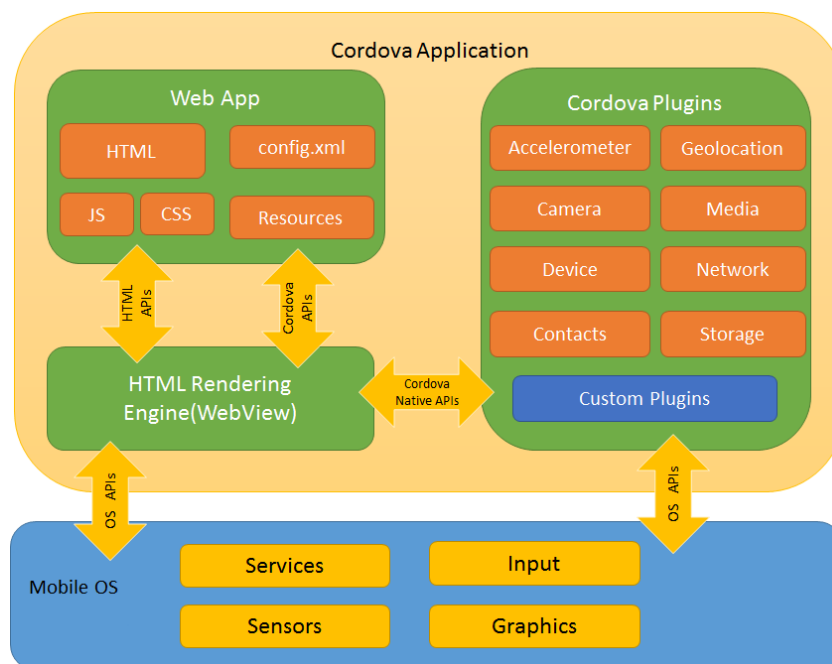 Cordova Application
Web App
HTML
config.xml
JS
CSS
Resources
HTML
APIs
Cordova
APIs
HTML Rendering
Engine(WebView)
Cordova
Native APIs
Cordova Plugins
Accelerometer
Geolocation
Camera
Media
Device
Network
Contacts
Storage
Custom Plugins
OS APIs
OS APIs
Mobile OS
Services
Input
Sensors
Graphics